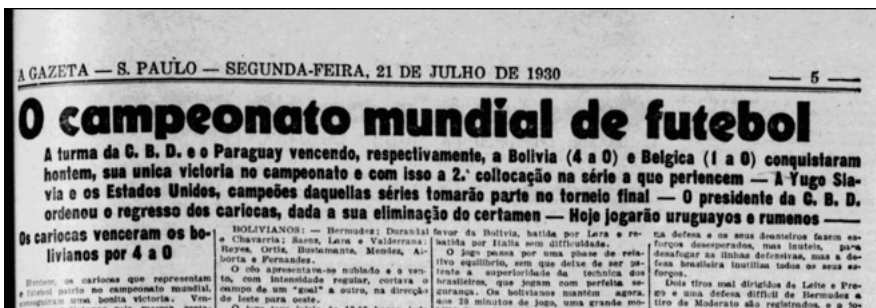 A GAZETA — S. PAULO — SEGUNDA-FEIRA, 21 DE JULHO DE 1930 — 5 —
O campeonato mundial de futebol
A turma da C. B. D. e o Paraguay vencendo, respectivamente, a Bolivia (4 a 0) e Belgica (1 a 0) conquistaram
hontem, sua unica victoria no campeonato e com isso a 2.ª collocação na série a que pertencem — A Yugo Sla-
via e os Estados Unidos, campeões daquellas séries tomarão parte no torneio final — O presidente da C. B. D.
ordenou o regresso dos cariocas, dada a sua eliminação do certamen — Hoje jogarão uruguayos e rumenos —
Os cariocas venceram os bo-
livianos por 4 a 0
Hontem, os cariocas que representam
o futebol patrio no campeonato mundial,
conseguiram uma bonita victoria. Ven-
BOLIVIANOS: — Bermudez; Durandal
e Chavarria; Saenz, Lara e Valderrana;
Reyes, Ortiz, Bustamante, Mendez, Al-
borta e Fernandez.
O céo apresentava-se nublado e o ven-
to, com intensidade regular, cortava o
campo de um "goal" a outro, na direcção
de leste para oeste.
favor da Bolivia, batida por Lara e re-
batida por Italia sem difficuldade.
O jogo passa por uma phase de rela-
tivo equilibrio, sem que deixe de ser pa-
tente a superioridade da technica dos
brasileiros, que jogam com perfeita se-
gurança. Os bolivianos mantém agora,
aos 20 minutos de jogo, uma grande mo-
ra defesa e os seus deanteiros fazem es-
forços desesperados, mas inuteis, para
desafogar as linhas defensivas, mas a de-
fesa brasileira inutiliza todos os seus es-
forços.
Dois tiros mal dirigidos de Leite e Pre-
go e uma defesa difficil de Bermudez a
tiro de Moderato são registrados, e o